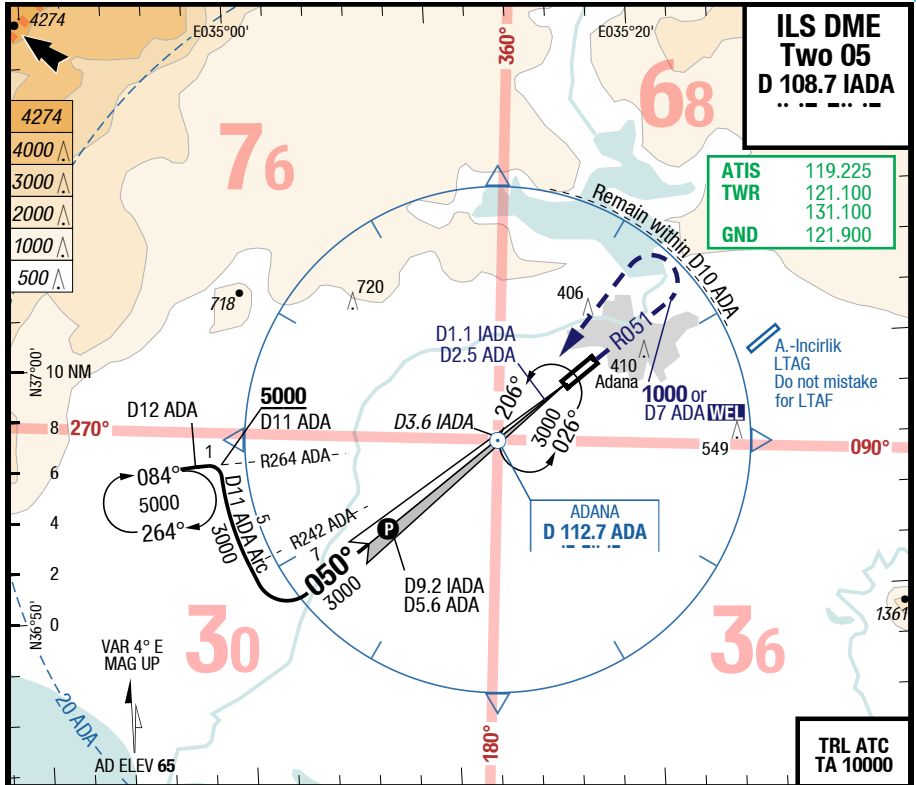 4274
E035°00'
360°
E035°20'
ILS DME
Two 05
D 108.7 IADA
4274
4000
3000
2000
1000
500
76
68
ATIS 119.225
TWR 121.100
131.100
GND 121.900
Remain within D10 ADA
718
720
406
R051
410
Adana
D1.1 IADA
D2.5 ADA
A.-Incirlik
LTAG
Do not mistake
for LTAF
N37°00'
10 NM
D12 ADA
5000
D11 ADA
D3.6 IADA
206°
3000
026°
1000 or
D7 ADA WEL
549
8
270°
090°
1
R264 ADA
6
084°
5000
264°
D11 ADA Arc
3000
5
R242 ADA
7
050°
3000
P
ADANA
D 112.7 ADA
4
2
0
D9.2 IADA
D5.6 ADA
N36°50'
1361
30
36
VAR 4° E
MAG UP
20 ADA
AD ELEV 65
180°
TRL ATC
TA 10000